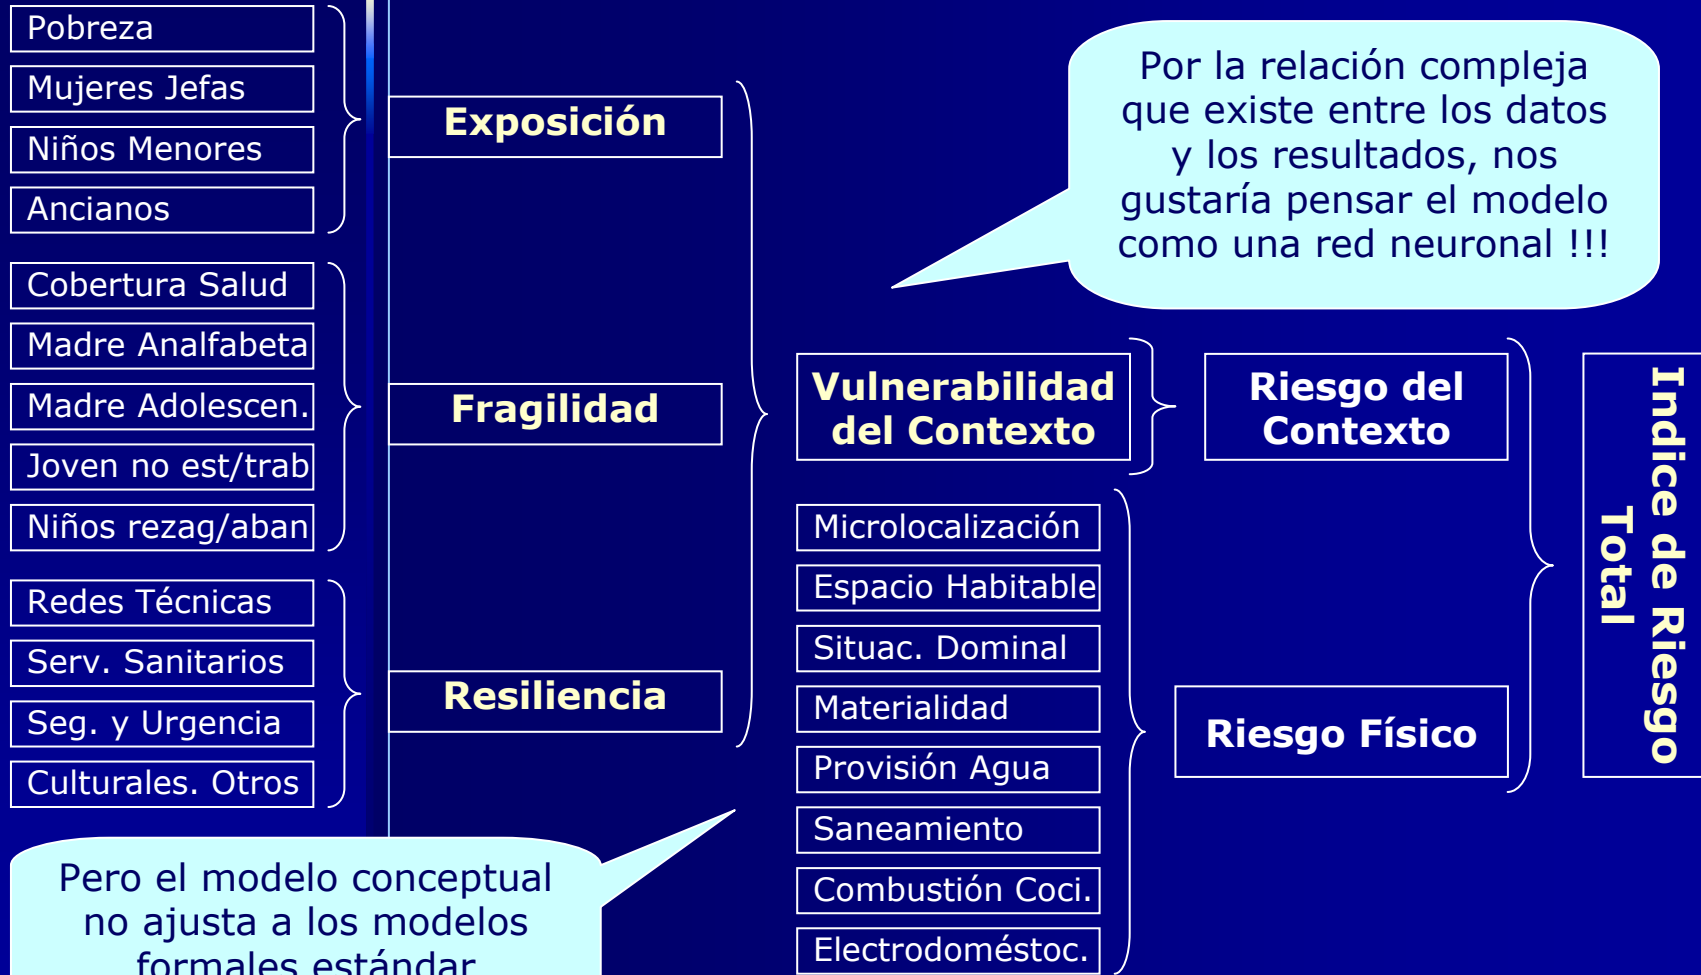 Pobreza
Mujeres Jefas
Niños Menores
Ancianos
Cobertura Salud
Madre Analfabeta
Madre Adolescen.
Joven no est/trab
Niños rezag/aban
Redes Técnicas
Serv. Sanitarios
Seg. y Urgencia
Culturales. Otros
Exposición
Fragilidad
Resiliencia
Por la relación compleja
que existe entre los datos
y los resultados, nos
gustaría pensar el modelo
como una red neuronal !!!
Vulnerabilidad
del Contexto
Microlocalización
Espacio Habitable
Situac. Dominal
Materialidad
Provisión Agua
Saneamiento
Combustión Coci.
Electrodoméstoc.
Riesgo del
Contexto
Riesgo Físico
Indice de Riesgo
Total
Pero el modelo conceptual
no ajusta a los modelos
formales estándar